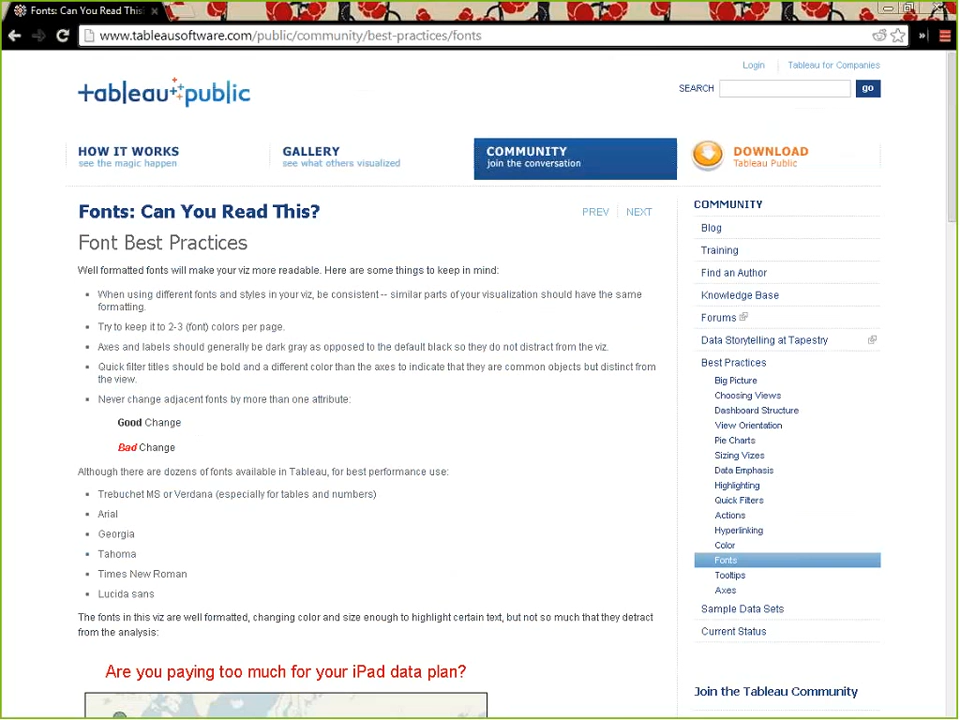 Fonts: Can You Read This
www.tableausoftware.com/public/community/best-practices/fonts
Login
Tableau for Companies
tableau public
SEARCH
go
HOW IT WORKS
see the magic happen
GALLERY
see what others visualized
COMMUNITY
join the conversation
DOWNLOAD
Tableau Public
Fonts: Can You Read This?
PREV
NEXT
Font Best Practices
Well formatted fonts will make your viz more readable. Here are some things to keep in mind:
When using different fonts and styles in your viz, be consistent -- similar parts of your visualization should have the same
formatting.
Try to keep it to 2-3 (font) colors per page.
Axes and labels should generally be dark gray as opposed to the default black so they do not distract from the viz.
Quick filter titles should be bold and a different color than the axes to indicate that they are common objects but distinct from
the view.
Never change adjacent fonts by more than one attribute:
Good Change
Bad Change
Although there are dozens of fonts available in Tableau, for best performance use:
Trebuchet MS or Verdana (especially for tables and numbers)
Arial
Georgia
Tahoma
Times New Roman
Lucida sans
The fonts in this viz are well formatted, changing color and size enough to highlight certain text, but not so much that they detract
from the analysis:
Are you paying too much for your iPad data plan?
COMMUNITY
Blog
Training
Find an Author
Knowledge Base
Forums
Data Storytelling at Tapestry
Best Practices
Big Picture
Choosing Views
Dashboard Structure
View Orientation
Pie Charts
Sizing Vizes
Data Emphasis
Highlighting
Quick Filters
Actions
Hyperlinking
Color
Fonts
Tooltips
Axes
Sample Data Sets
Current Status
Join the Tableau Community